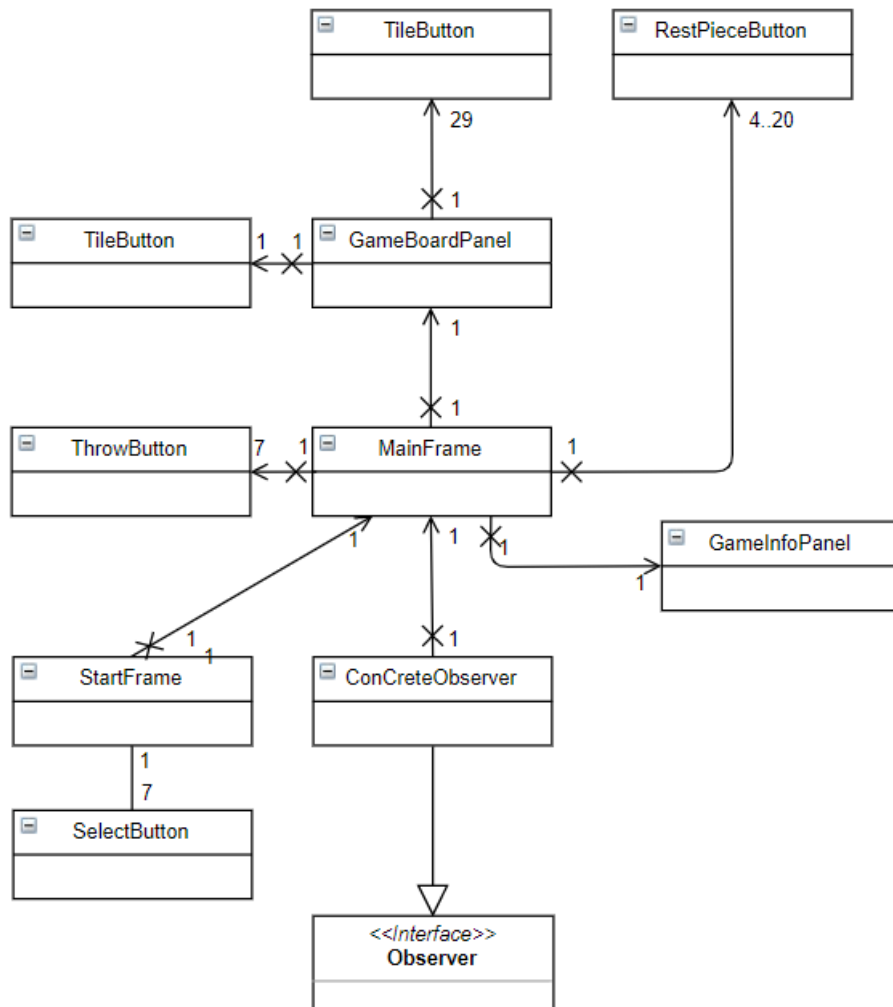 TileButton
RestPieceButton
29
4..20
1
TileButton
1
1
GameBoardPanel
1
1
ThrowButton
7
1
MainFrame
1
1
1
1
GameInfoPanel
1
1
1
1
StartFrame
ConCreteObserver
1
7
SelectButton
<<Interface>>
Observer